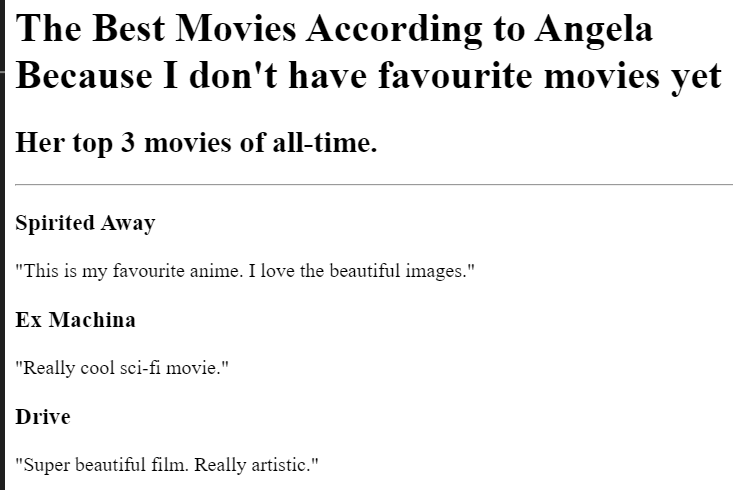 The Best Movies According to Angela
Because I don't have favourite movies yet
Her top 3 movies of all-time.
Spirited Away
"This is my favourite anime. I love the beautiful images."
Ex Machina
"Really cool sci-fi movie."
Drive
"Super beautiful film. Really artistic."